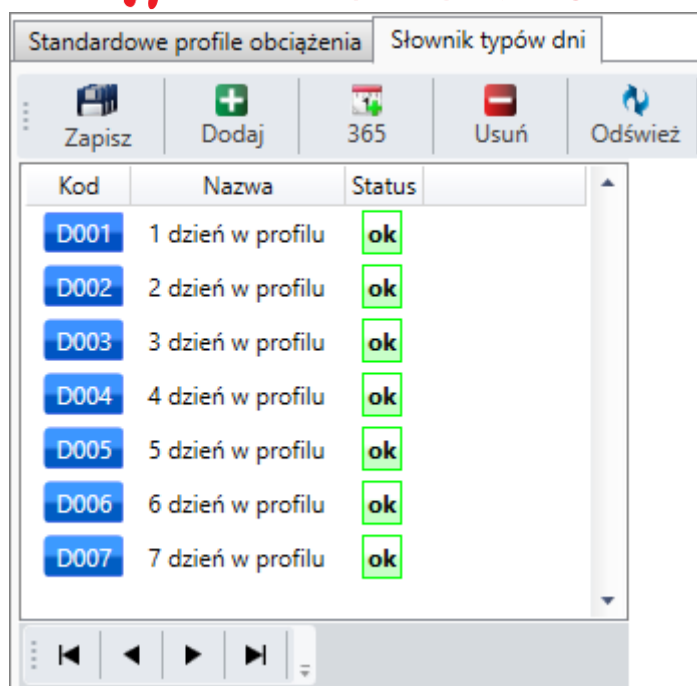 Standardowe profile obciążenia Słownik typów dni
Zapisz Dodaj 365 Usuń Odśwież
Kod Nazwa Status
D001 1 dzień w profilu ok
D002 2 dzień w profilu ok
D003 3 dzień w profilu ok
D004 4 dzień w profilu ok
D005 5 dzień w profilu ok
D006 6 dzień w profilu ok
D007 7 dzień w profilu ok